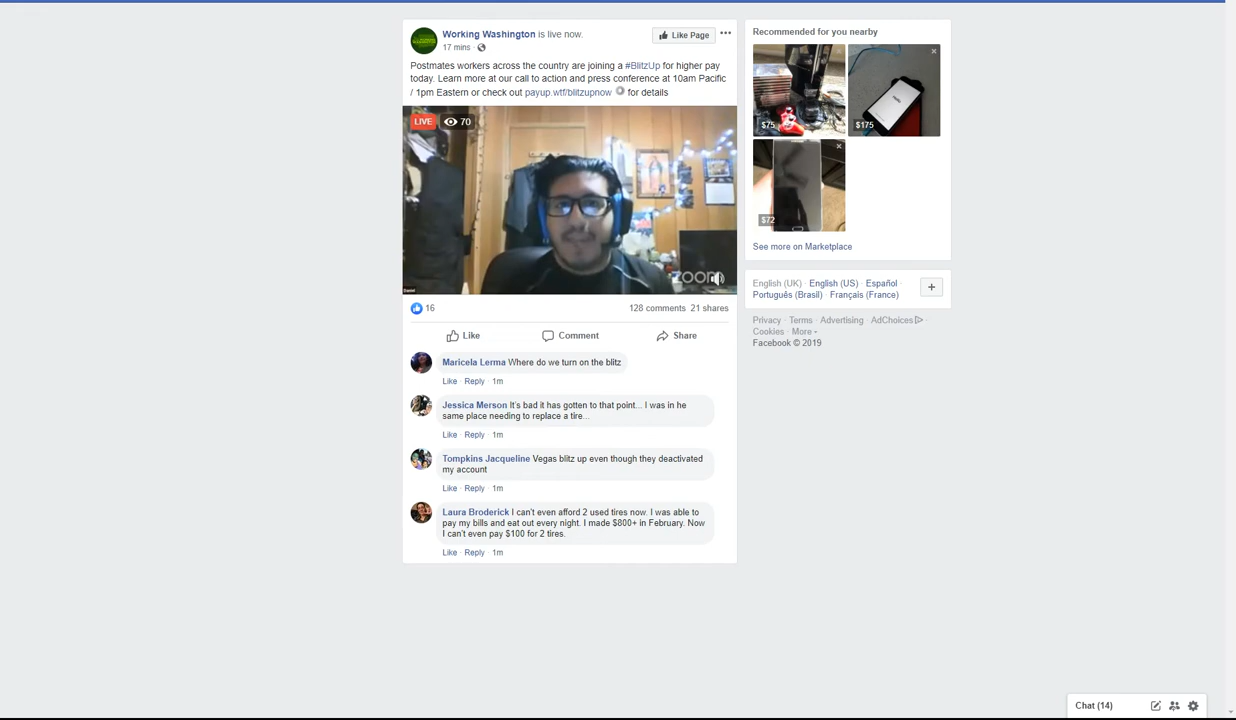 Working Washington is live now.
17 mins ·
Like Page
Postmates workers across the country are joining a #BlitzUp for higher pay
today. Learn more at our call to action and press conference at 10am Pacific
/ 1pm Eastern or check out payup.wtf/blitzupnow for details
LIVE 70
zoom
Daniel
16
128 comments 21 shares
Like Comment Share
Maricela Lerma Where do we turn on the blitz
Like · Reply · 1m
Jessica Merson It's bad it has gotten to that point... I was in he
same place needing to replace a tire...
Like · Reply · 1m
Tompkins Jacqueline Vegas blitz up even though they deactivated
my account
Like · Reply · 1m
Laura Broderick I can't even afford 2 used tires now. I was able to
pay my bills and eat out every night. I made $800+ in February. Now
I can't even pay $100 for 2 tires.
Like · Reply · 1m
Recommended for you nearby
$75
$175
$72
See more on Marketplace
English (UK) · English (US) · Español ·
Português (Brasil) · Français (France)
Privacy · Terms · Advertising · AdChoices ·
Cookies · More
Facebook © 2019
Chat (14)